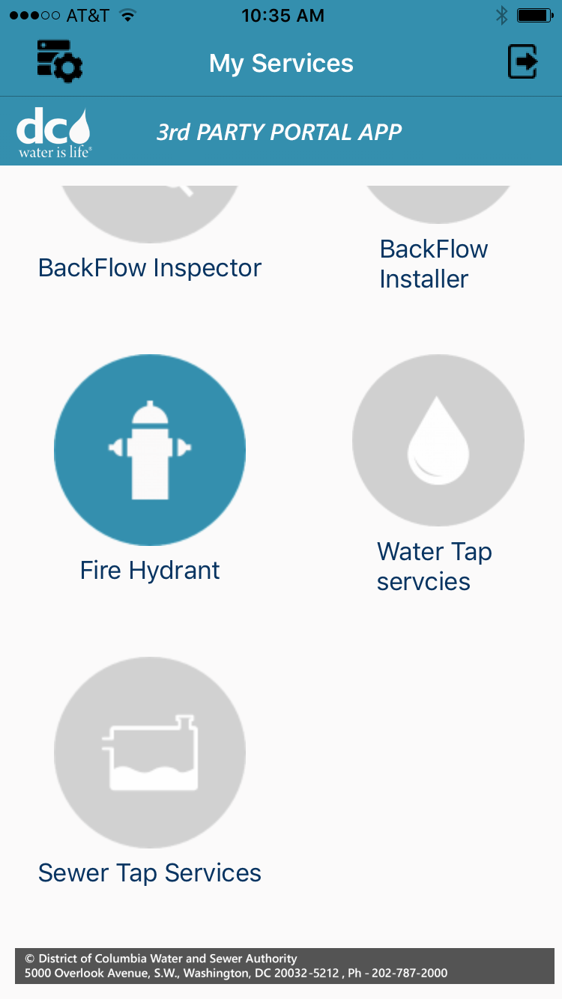 AT&T 10:35 AM
My Services
dc
water is life®
3rd PARTY PORTAL APP
BackFlow Inspector
BackFlow
Installer
Fire Hydrant
Water Tap
servcies
Sewer Tap Services
© District of Columbia Water and Sewer Authority
5000 Overlook Avenue, S.W., Washington, DC 20032-5212 , Ph - 202-787-2000